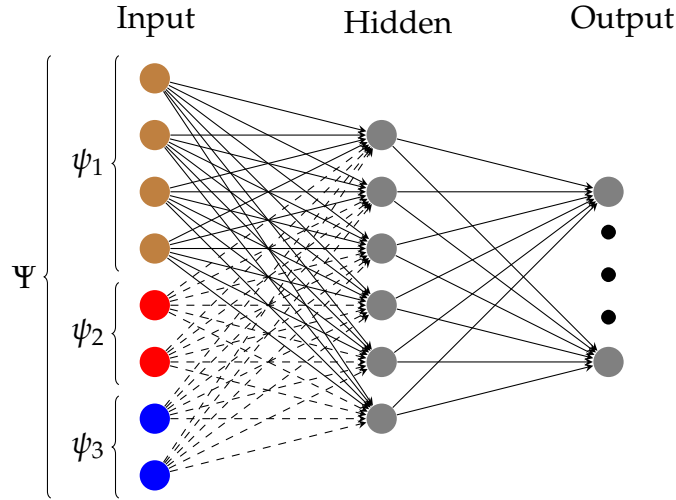 Input
Hidden
Output
ψ₁
Ψ
ψ₂
ψ₃